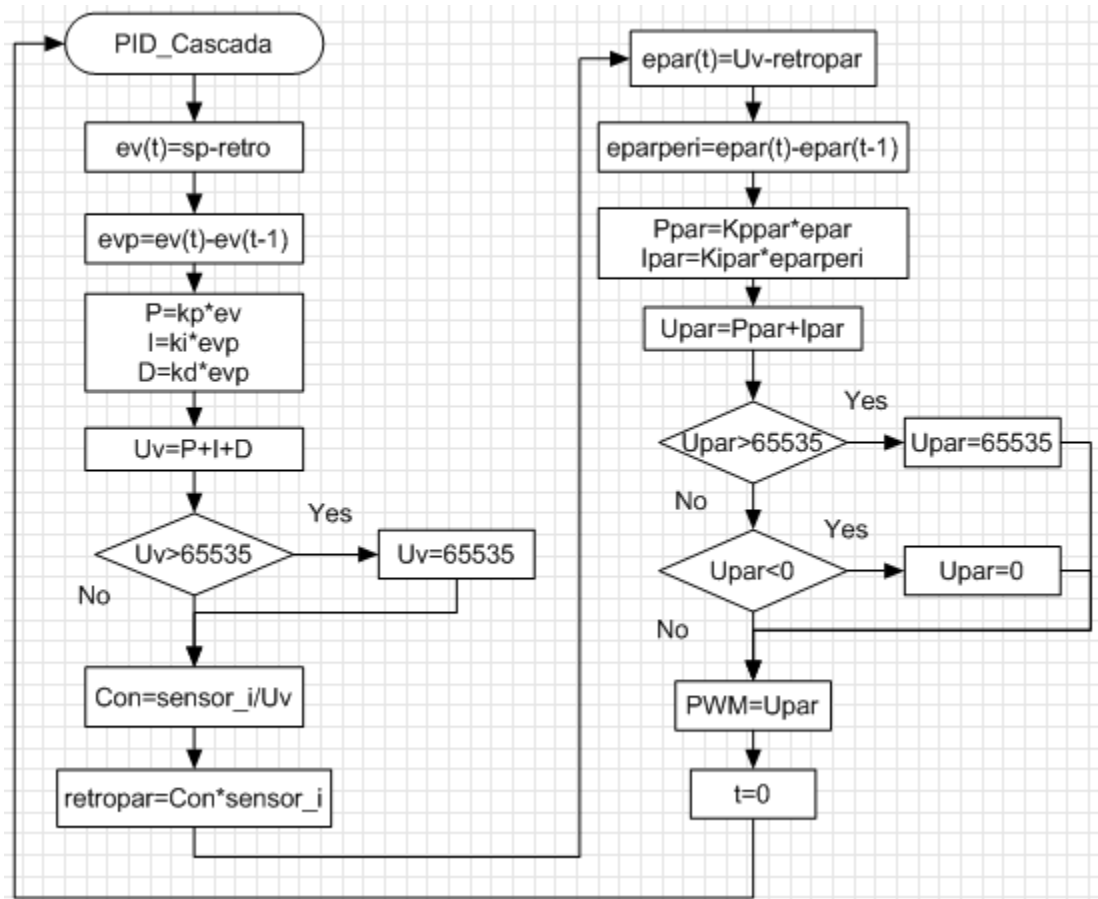 PID_Cascada
ev(t)=sp-retro
evp=ev(t)-ev(t-1)
P=kp*ev
I=ki*evp
D=kd*evp
Uv=P+I+D
Uv>65535
Yes
Uv=65535
No
Con=sensor_i/Uv
retropar=Con*sensor_i
epar(t)=Uv-retropar
eparperi=epar(t)-epar(t-1)
Ppar=Kppar*epar
Ipar=Kipar*eparperi
Upar=Ppar+Ipar
Upar>65535
Yes
Upar=65535
No
Upar<0
Yes
Upar=0
No
PWM=Upar
t=0